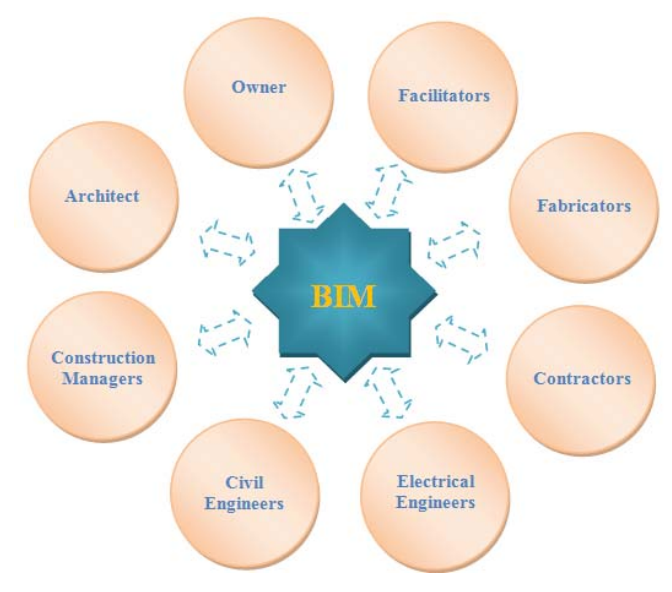 Owner
Facilitators
Architect
Fabricators
BIM
Construction
Managers
Contractors
Civil
Engineers
Electrical
Engineers